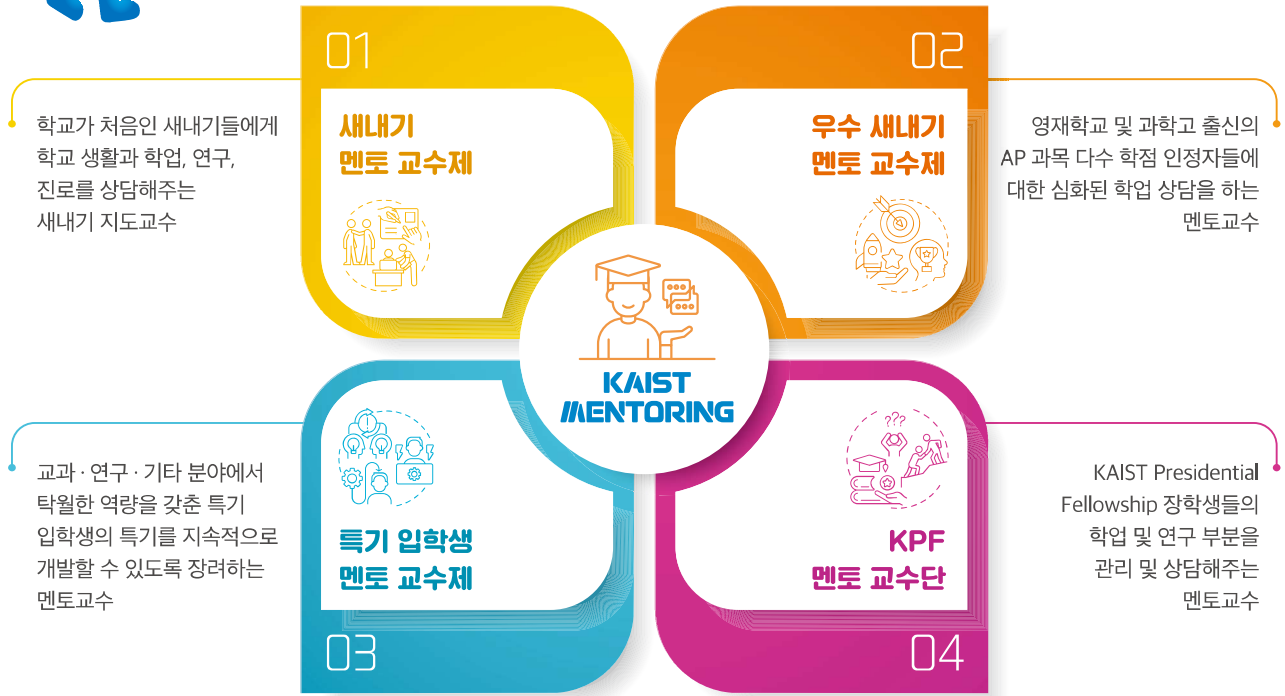 01
새내기
멘토 교수제
학교가 처음인 새내기들에게
학교 생활과 학업, 연구,
진로를 상담해주는
새내기 지도교수
02
우수 새내기
멘토 교수제
영재학교 및 과학고 출신의
AP 과목 다수 학점 인정자들에
대한 심화된 학업 상담을 하는
멘토교수
KAIST
MENTORING
교과 · 연구 · 기타 분야에서
탁월한 역량을 갖춘 특기
입학생의 특기를 지속적으로
개발할 수 있도록 장려하는
멘토교수
특기 입학생
멘토 교수제
03
???
KPF
멘토 교수단
04
KAIST Presidential
Fellowship 장학생들의
학업 및 연구 부분을
관리 및 상담해주는
멘토교수